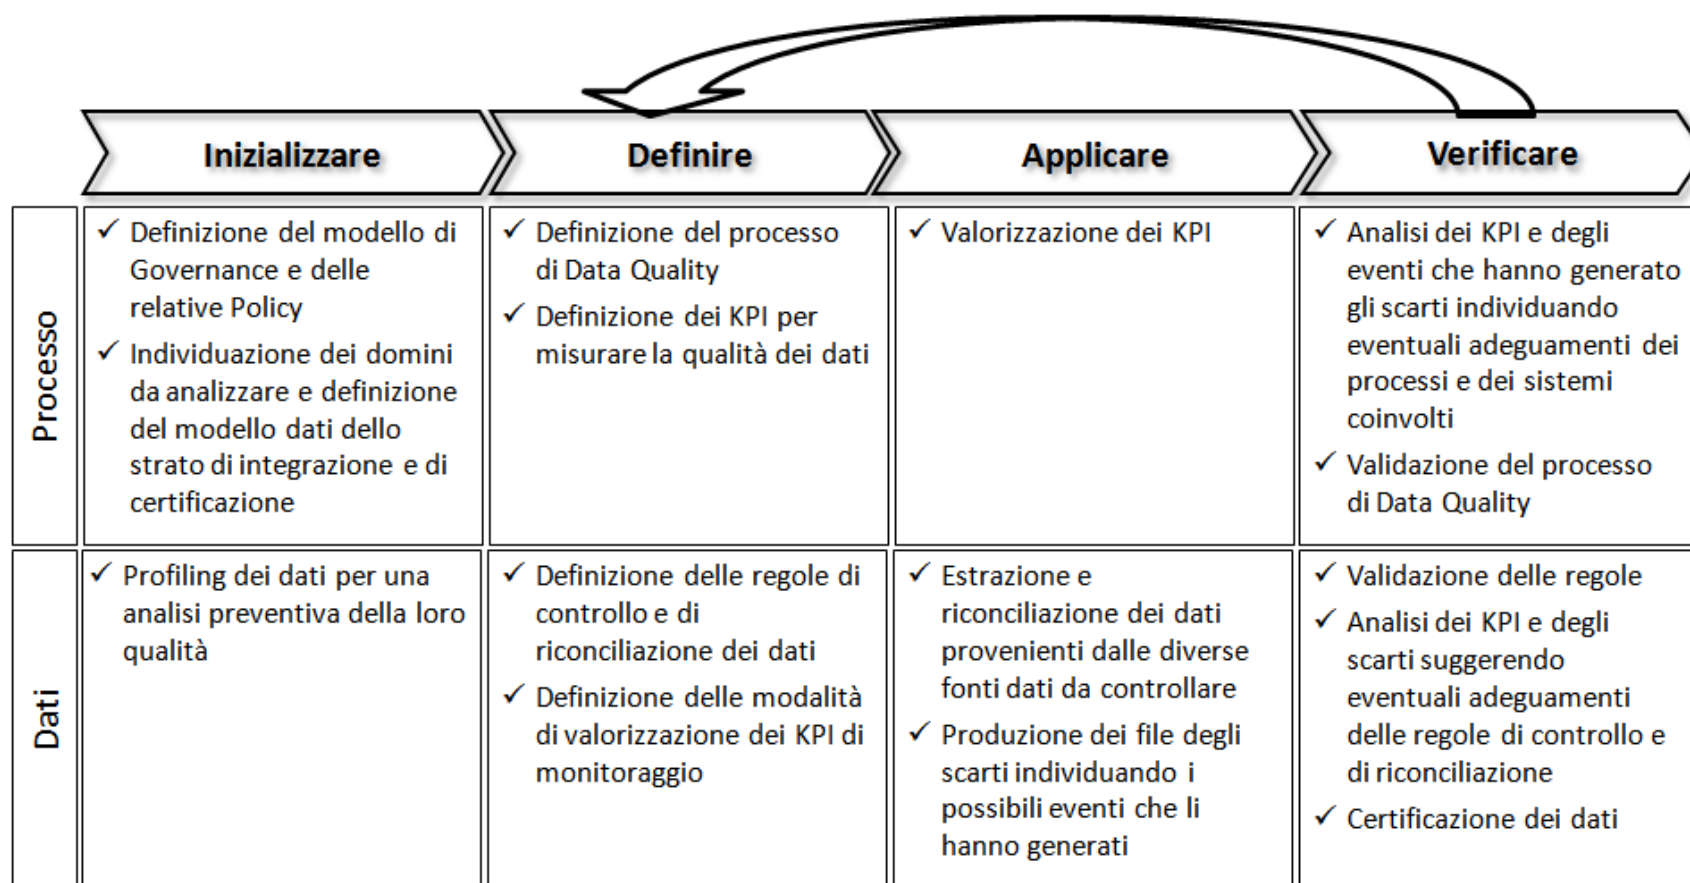 Inizializzare
Definire
Applicare
Verificare
Processo
✓ Definizione del modello di
Governance e delle
relative Policy
✓ Individuazione dei domini
da analizzare e definizione
del modello dati dello
strato di integrazione e di
certificazione
✓ Definizione del processo
di Data Quality
✓ Definizione dei KPI per
misurare la qualità dei dati
✓ Valorizzazione dei KPI
✓ Analisi dei KPI e degli
eventi che hanno generato
gli scarti individuando
eventuali adeguamenti dei
processi e dei sistemi
coinvolti
✓ Validazione del processo
di Data Quality
Dati
✓ Profiling dei dati per una
analisi preventiva della loro
qualità
✓ Definizione delle regole di
controllo e di
riconciliazione dei dati
✓ Definizione delle modalità
di valorizzazione dei KPI di
monitoraggio
✓ Estrazione e
riconciliazione dei dati
provenienti dalle diverse
fonti dati da controllare
✓ Produzione dei file degli
scarti individuando i
possibili eventi che li
hanno generati
✓ Validazione delle regole
✓ Analisi dei KPI e degli
scarti suggerendo
eventuali adeguamenti
delle regole di controllo e
di riconciliazione
✓ Certificazione dei dati